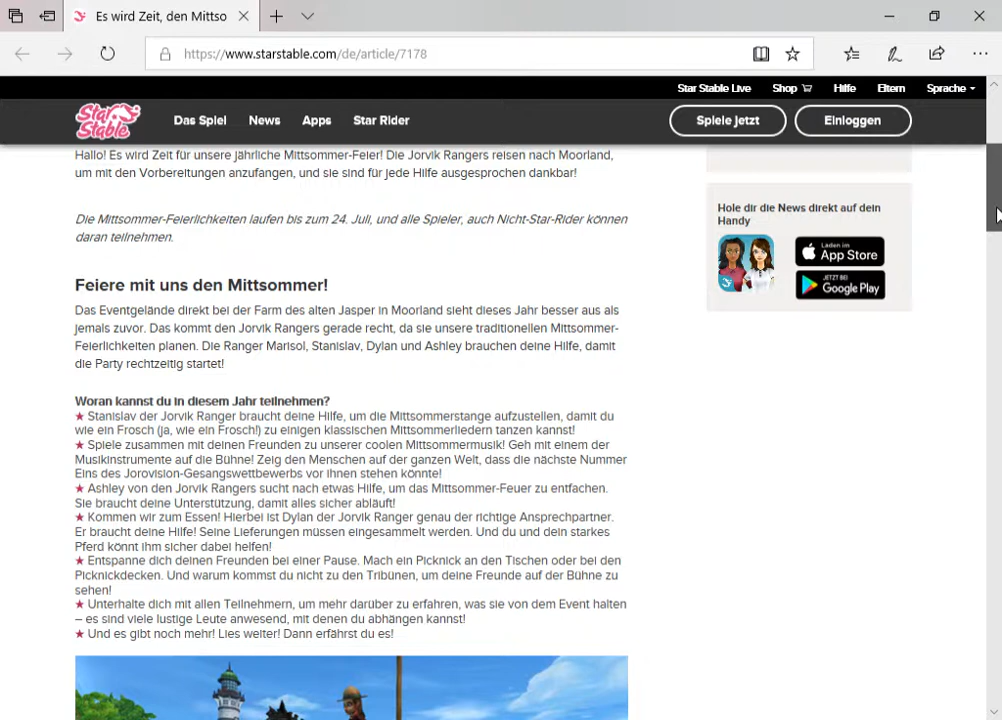 Es wird Zeit, den Mittso
https://www.starstable.com/de/article/7178
Star Stable Live Shop Hilfe Eltern Sprache
Star Stable Das Spiel News Apps Star Rider Spiele jetzt Einloggen
Hallo! Es wird Zeit für unsere jährliche Mittsommer-Feier! Die Jorvik Rangers reisen nach Moorland,
um mit den Vorbereitungen anzufangen, und sie sind für jede Hilfe ausgesprochen dankbar!
Die Mittsommer-Feierlichkeiten laufen bis zum 24. Juli, und alle Spieler, auch Nicht-Star-Rider können
daran teilnehmen.
Feiere mit uns den Mittsommer!
Das Eventgelände direkt bei der Farm des alten Jasper in Moorland sieht dieses Jahr besser aus als
jemals zuvor. Das kommt den Jorvik Rangers gerade recht, da sie unsere traditionellen Mittsommer-
Feierlichkeiten planen. Die Ranger Marisol, Stanislav, Dylan und Ashley brauchen deine Hilfe, damit
die Party rechtzeitig startet!
Woran kannst du in diesem Jahr teilnehmen?
★ Stanislav der Jorvik Ranger braucht deine Hilfe, um die Mittsommerstange aufzustellen, damit du
wie ein Frosch (ja, wie ein Frosch!) zu einigen klassischen Mittsommerliedern tanzen kannst!
★ Spiele zusammen mit deinen Freunden zu unserer coolen Mittsommermusik! Geh mit einem der
Musikinstrumente auf die Bühne! Zeig den Menschen auf der ganzen Welt, dass die nächste Nummer
Eins des Jorovision-Gesangswettbewerbs vor ihnen stehen könnte!
★ Ashley von den Jorvik Rangers sucht nach etwas Hilfe, um das Mittsommer-Feuer zu entfachen.
Sie braucht deine Unterstützung, damit alles sicher abläuft!
★ Kommen wir zum Essen! Hierbei ist Dylan der Jorvik Ranger genau der richtige Ansprechpartner.
Er braucht deine Hilfe! Seine Lieferungen müssen eingesammelt werden. Und du und dein starkes
Pferd könnt ihm sicher dabei helfen!
★ Entspanne dich deinen Freunden bei einer Pause. Mach ein Picknick an den Tischen oder bei den
Picknickdecken. Und warum kommst du nicht zu den Tribünen, um deine Freunde auf der Bühne zu
sehen!
★ Unterhalte dich mit allen Teilnehmern, um mehr darüber zu erfahren, was sie von dem Event halten
– es sind viele lustige Leute anwesend, mit denen du abhängen kannst!
★ Und es gibt noch mehr! Lies weiter! Dann erfährst du es!
Hole dir die News direkt auf dein
Handy
Laden im
App Store
JETZT BEI
Google Play